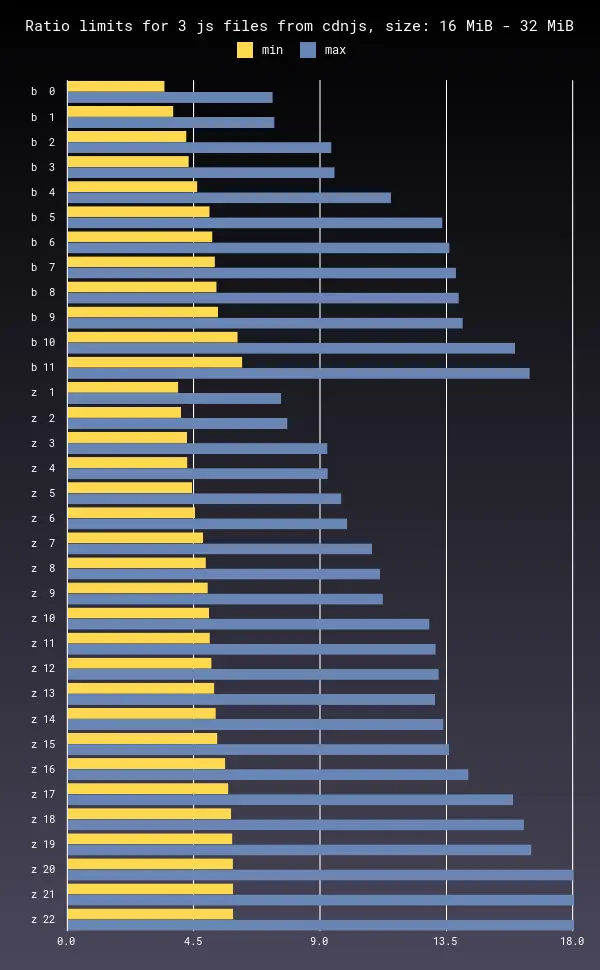 Ratio limits for 3 js files from cdnjs, size: 16 MiB - 32 MiB
min max
b 0
b 1
b 2
b 3
b 4
b 5
b 6
b 7
b 8
b 9
b 10
b 11
z 1
z 2
z 3
z 4
z 5
z 6
z 7
z 8
z 9
z 10
z 11
z 12
z 13
z 14
z 15
z 16
z 17
z 18
z 19
z 20
z 21
z 22
0.0 4.5 9.0 13.5 18.0